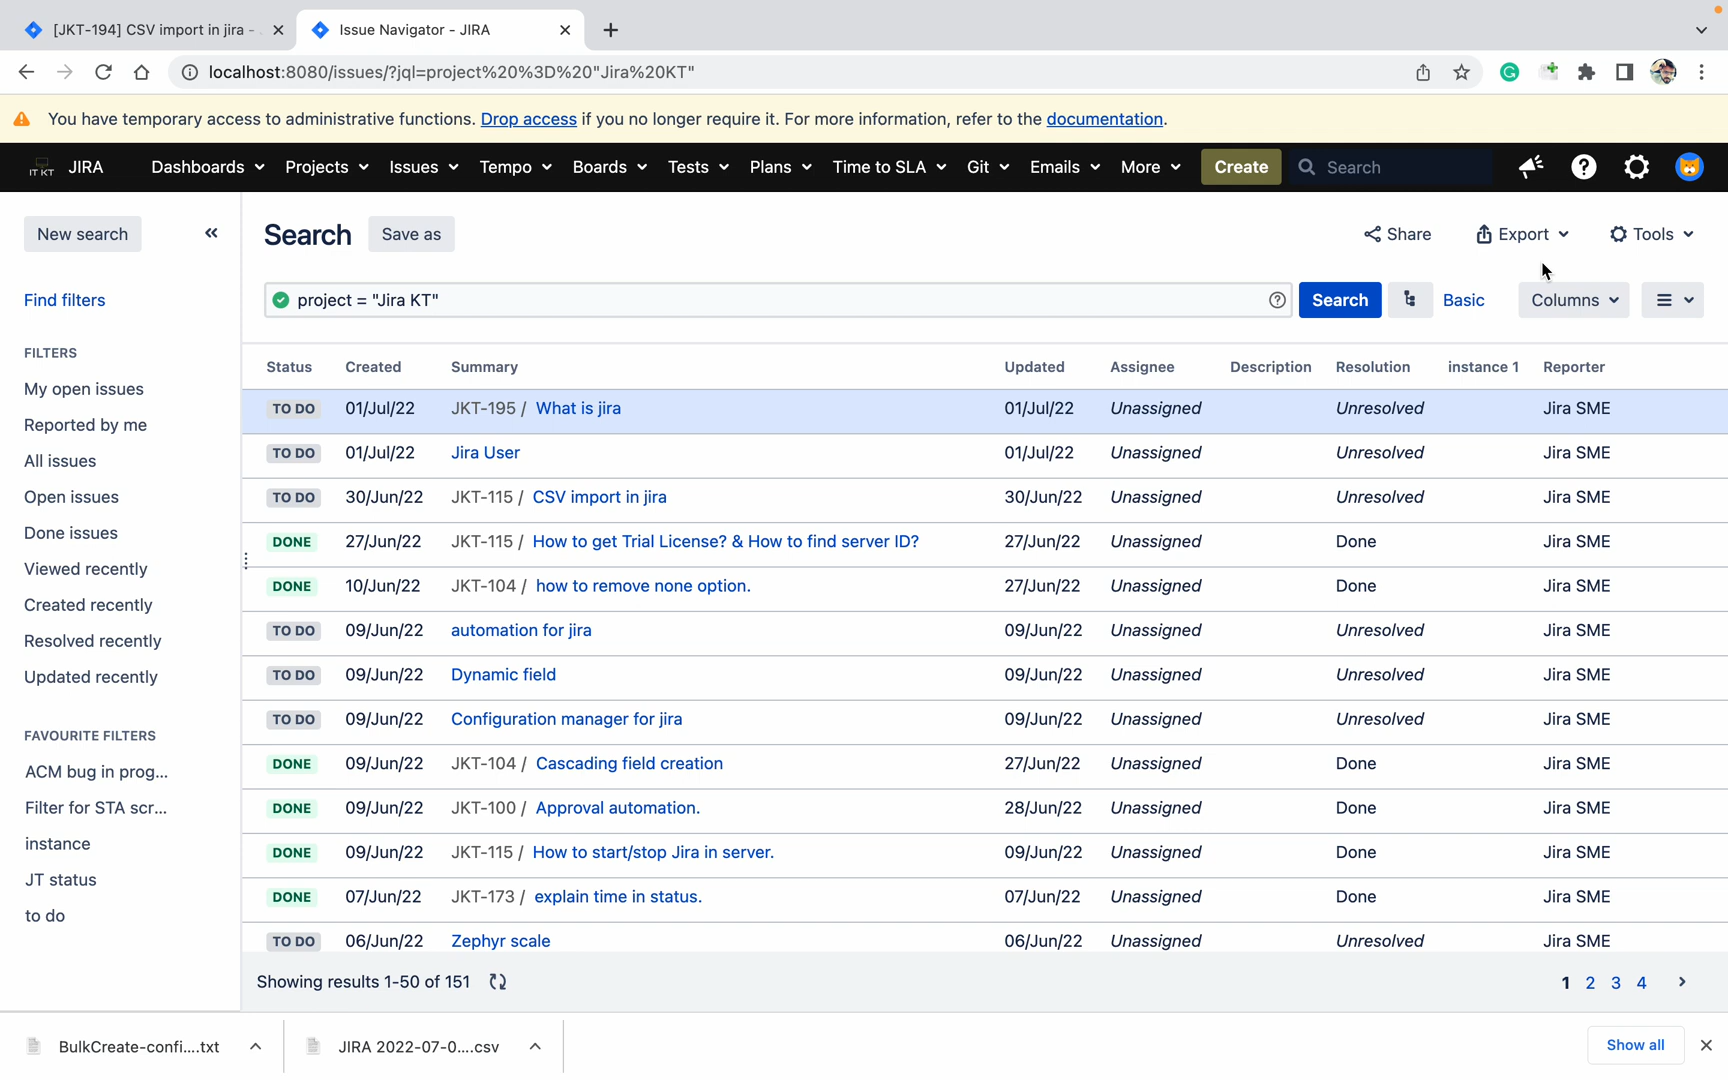 [JKT-194] CSV import in jira -
Issue Navigator - JIRA
localhost:8080/issues/?jql=project%20%3D%20"Jira%20KT"
You have temporary access to administrative functions. Drop access if you no longer require it. For more information, refer to the documentation.
IT KT JIRA Dashboards Projects Issues Tempo Boards Tests Plans Time to SLA Git Emails More Create Search
New search Search Save as Share Export Tools
Find filters
project = "Jira KT" Search Basic Columns
FILTERS
My open issues
Reported by me
All issues
Open issues
Done issues
Viewed recently
Created recently
Resolved recently
Updated recently
FAVOURITE FILTERS
ACM bug in prog...
Filter for STA scr...
instance
JT status
to do
Status Created Summary Updated Assignee Description Resolution instance 1 Reporter
TO DO 01/Jul/22 JKT-195 / What is jira 01/Jul/22 Unassigned Unresolved Jira SME
TO DO 01/Jul/22 Jira User 01/Jul/22 Unassigned Unresolved Jira SME
TO DO 30/Jun/22 JKT-115 / CSV import in jira 30/Jun/22 Unassigned Unresolved Jira SME
DONE 27/Jun/22 JKT-115 / How to get Trial License? & How to find server ID? 27/Jun/22 Unassigned Done Jira SME
DONE 10/Jun/22 JKT-104 / how to remove none option. 27/Jun/22 Unassigned Done Jira SME
TO DO 09/Jun/22 automation for jira 09/Jun/22 Unassigned Unresolved Jira SME
TO DO 09/Jun/22 Dynamic field 09/Jun/22 Unassigned Unresolved Jira SME
TO DO 09/Jun/22 Configuration manager for jira 09/Jun/22 Unassigned Unresolved Jira SME
DONE 09/Jun/22 JKT-104 / Cascading field creation 27/Jun/22 Unassigned Done Jira SME
DONE 09/Jun/22 JKT-100 / Approval automation. 28/Jun/22 Unassigned Done Jira SME
DONE 09/Jun/22 JKT-115 / How to start/stop Jira in server. 09/Jun/22 Unassigned Done Jira SME
DONE 07/Jun/22 JKT-173 / explain time in status. 07/Jun/22 Unassigned Done Jira SME
TO DO 06/Jun/22 Zephyr scale 06/Jun/22 Unassigned Unresolved Jira SME
Showing results 1-50 of 151 1 2 3 4
BulkCreate-confi....txt JIRA 2022-07-0....csv Show all